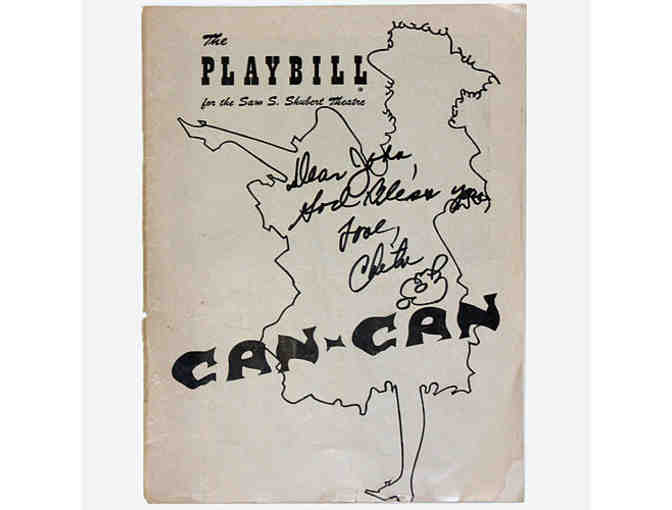 The
PLAYBILL
for the Sam S. Shubert Theatre
Dear John,
God Bless you
Love,
Chita
CAN-CAN